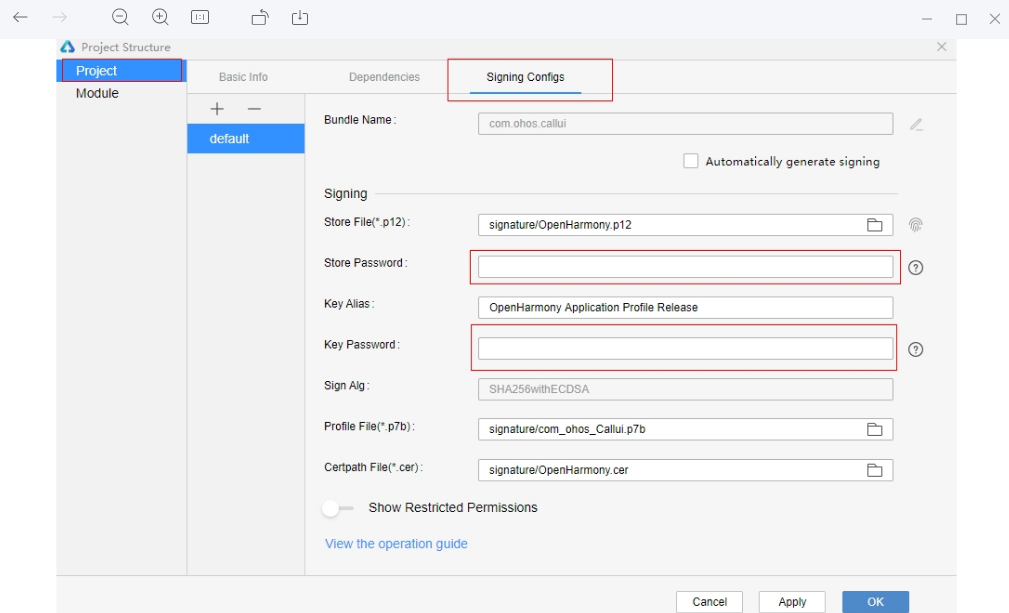 Project Structure
Project
Module
Basic Info
Dependencies
Signing Configs
default
Bundle Name:
com.ohos.callui
Automatically generate signing
Signing
Store File(*.p12):
signature/OpenHarmony.p12
Store Password:
Key Alias:
OpenHarmony Application Profile Release
Key Password:
Sign Alg:
SHA256withECDSA
Profile File(*.p7b):
signature/com_ohos_Callui.p7b
Certpath File(*.cer):
signature/OpenHarmony.cer
Show Restricted Permissions
View the operation guide
Cancel
Apply
OK